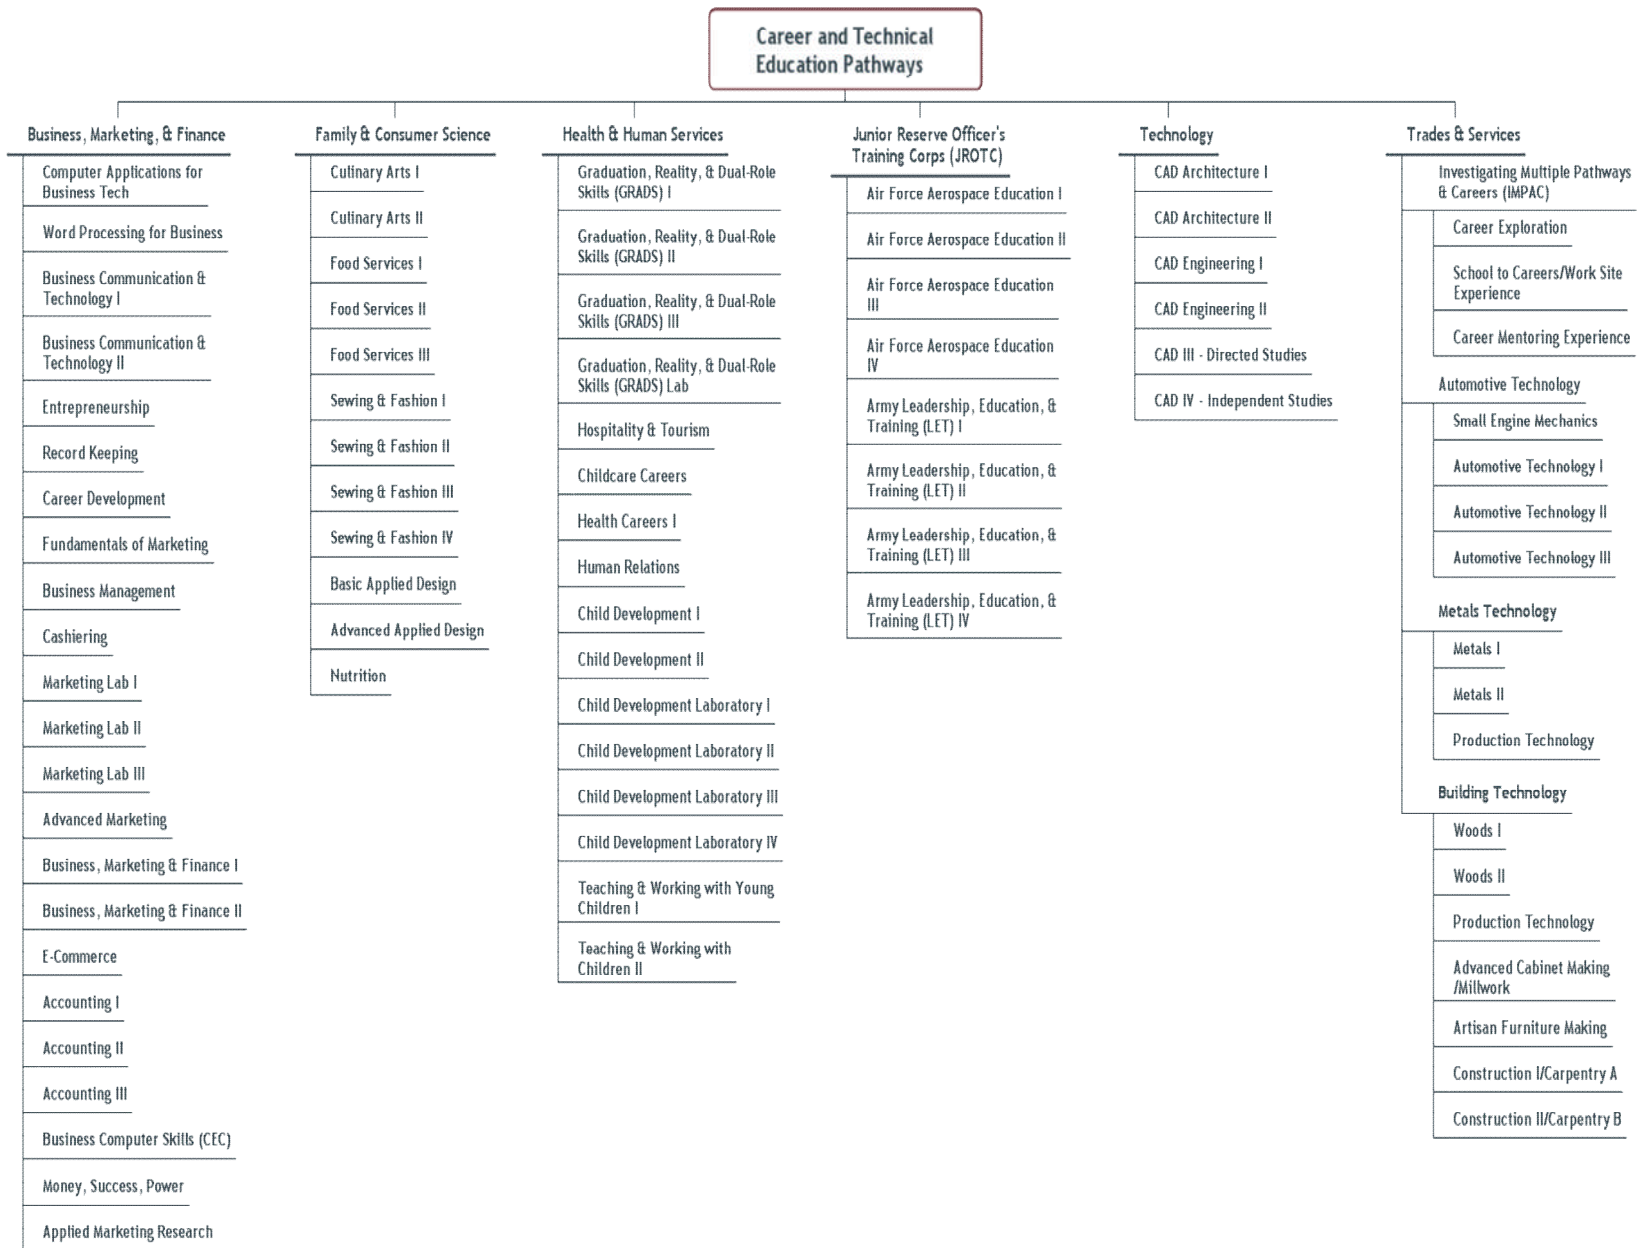 Career and Technical
Education Pathways
Business, Marketing, & Finance
Computer Applications for
Business Tech
Word Processing for Business
Business Communication &
Technology I
Business Communication &
Technology II
Entrepreneurship
Record Keeping
Career Development
Fundamentals of Marketing
Business Management
Cashiering
Marketing Lab I
Marketing Lab II
Marketing Lab III
Advanced Marketing
Business, Marketing & Finance I
Business, Marketing & Finance II
E-Commerce
Accounting I
Accounting II
Accounting III
Business Computer Skills (CEC)
Money, Success, Power
Applied Marketing Research
Family & Consumer Science
Culinary Arts I
Culinary Arts II
Food Services I
Food Services II
Food Services III
Sewing & Fashion I
Sewing & Fashion II
Sewing & Fashion III
Sewing & Fashion IV
Basic Applied Design
Advanced Applied Design
Nutrition
Health & Human Services
Graduation, Reality, & Dual-Role
Skills (GRADS) I
Graduation, Reality, & Dual-Role
Skills (GRADS) II
Graduation, Reality, & Dual-Role
Skills (GRADS) III
Graduation, Reality, & Dual-Role
Skills (GRADS) Lab
Hospitality & Tourism
Childcare Careers
Health Careers I
Human Relations
Child Development I
Child Development II
Child Development Laboratory I
Child Development Laboratory II
Child Development Laboratory III
Child Development Laboratory IV
Teaching & Working with Young
Children I
Teaching & Working with
Children II
Junior Reserve Officer's
Training Corps (JROTC)
Air Force Aerospace Education I
Air Force Aerospace Education II
Air Force Aerospace Education
III
Air Force Aerospace Education
IV
Army Leadership, Education, &
Training (LET) I
Army Leadership, Education, &
Training (LET) II
Army Leadership, Education, &
Training (LET) III
Army Leadership, Education, &
Training (LET) IV
Technology
CAD Architecture I
CAD Architecture II
CAD Engineering I
CAD Engineering II
CAD III - Directed Studies
CAD IV - Independent Studies
Trades & Services
Investigating Multiple Pathways
& Careers (IMPAC)
Career Exploration
School to Careers/Work Site
Experience
Career Mentoring Experience
Automotive Technology
Small Engine Mechanics
Automotive Technology I
Automotive Technology II
Automotive Technology III
Metals Technology
Metals I
Metals II
Production Technology
Building Technology
Woods I
Woods II
Production Technology
Advanced Cabinet Making
/Millwork
Artisan Furniture Making
Construction I/Carpentry A
Construction II/Carpentry B